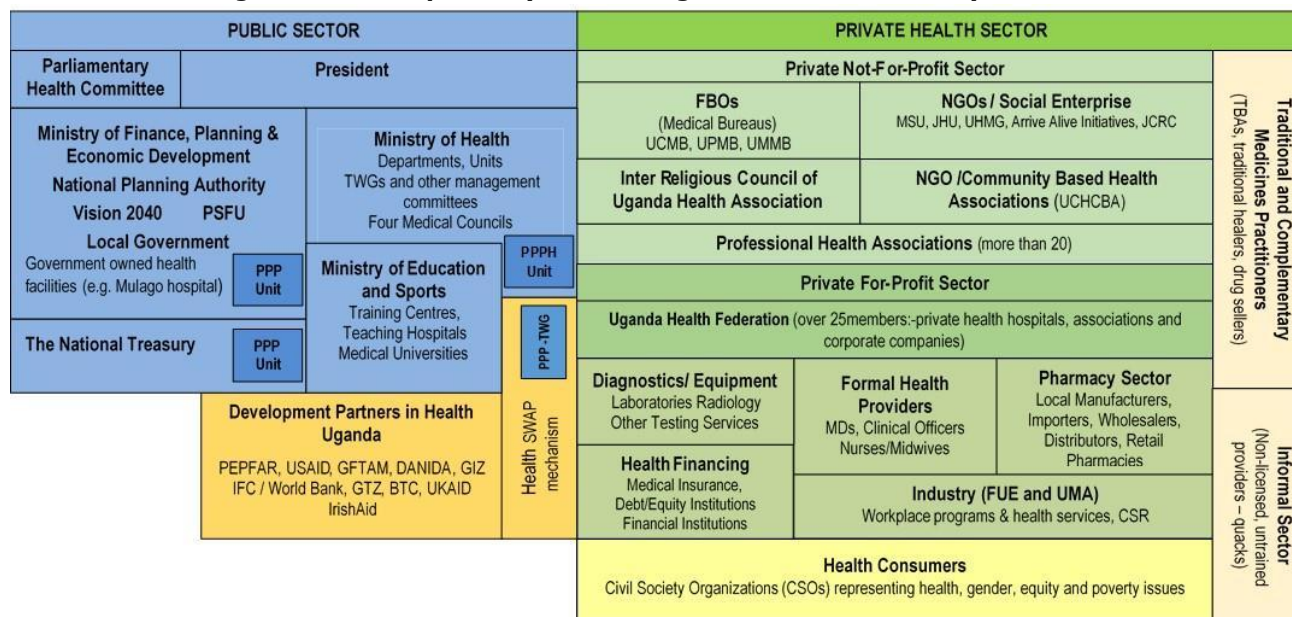 PUBLIC SECTOR
Parliamentary
Health Committee
President
Ministry of Finance, Planning &
Economic Development
National Planning Authority
Vision 2040 PSFU
Local Government
Government owned health
facilities (e.g. Mulago hospital)
PPP
Unit
The National Treasury
PPP
Unit
Ministry of Health
Departments, Units
TWGs and other management
committees
Four Medical Councils
PPPH
Unit
Ministry of Education
and Sports
Training Centres,
Teaching Hospitals
Medical Universities
PPP -TWG
Health SWAP
mechanism
Development Partners in Health
Uganda
PEPFAR, USAID, GFTAM, DANIDA, GIZ
IFC / World Bank, GTZ, BTC, UKAID
IrishAid
PRIVATE HEALTH SECTOR
Private Not-For-Profit Sector
FBOs
(Medical Bureaus)
UCMB, UPMB, UMMB
NGOs / Social Enterprise
MSU, JHU, UHMG, Arrive Alive Initiatives, JCRC
Inter Religious Council of
Uganda Health Association
NGO /Community Based Health
Associations (UCHCBA)
Professional Health Associations (more than 20)
Private For-Profit Sector
Uganda Health Federation (over 25members:-private health hospitals, associations and
corporate companies)
Diagnostics/ Equipment
Laboratories Radiology
Other Testing Services
Formal Health
Providers
MDs, Clinical Officers
Nurses/Midwives
Pharmacy Sector
Local Manufacturers,
Importers, Wholesalers,
Distributors, Retail
Pharmacies
Health Financing
Medical Insurance,
Debt/Equity Institutions
Financial Institutions
Industry (FUE and UMA)
Workplace programs & health services, CSR
Health Consumers
Civil Society Organizations (CSOs) representing health, gender, equity and poverty issues
Traditional and Complementary
Medicines Practitioners
(TBAs, traditional healers, drug sellers)
Informal Sector
(Non-licensed, untrained
providers – quacks)